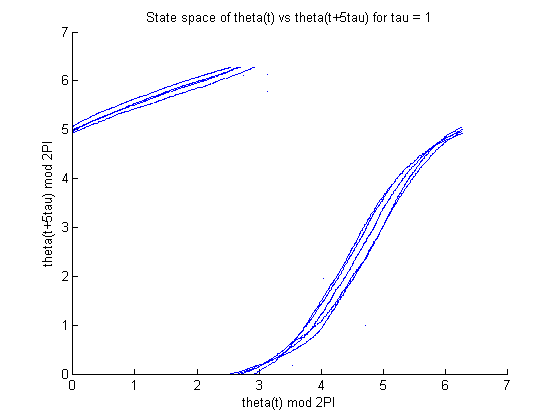 State space of theta(t) vs theta(t+5tau) for tau = 1
7
6
5
4
3
2
1
0
theta(t+5tau) mod 2PI
0 1 2 3 4 5 6 7
theta(t) mod 2PI